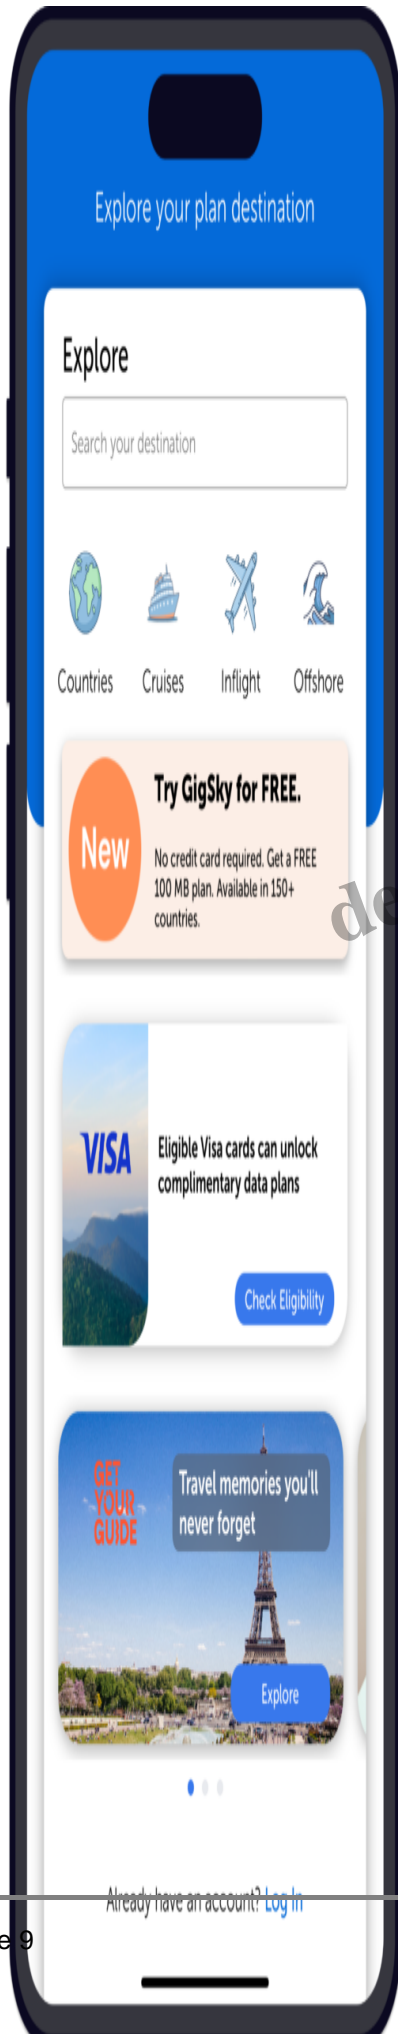 Explore your plan destination
Explore
Search your destination
Countries Cruises Inflight Offshore
New
Try GigSky for FREE.
No credit card required. Get a FREE
100 MB plan. Available in 150+
countries.
VISA
Eligible Visa cards can unlock
complimentary data plans
Check Eligibility
GET
YOUR
GUIDE
Travel memories you'll
never forget
Explore
Already have an account? Log In
9